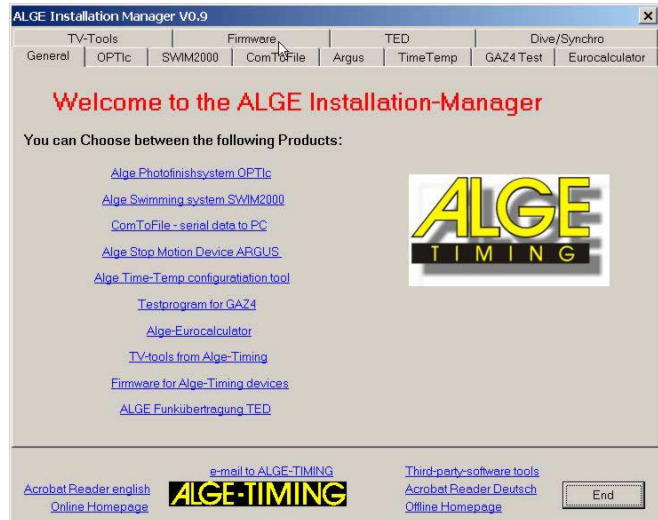 ALGE Installation Manager V0.9
TV-Tools Firmware TED Dive/Synchro
General OPTIc SWIM2000 ComToFile Argus TimeTemp GAZ4 Test Eurocalculator
Welcome to the ALGE Installation-Manager
You can Choose between the following Products:
Alge Photofinishsystem OPTIc
Alge Swimming system SWIM2000
ComToFile - serial data to PC
Alge Stop Motion Device ARGUS
Alge Time-Temp configuratiation tool
Testprogram for GAZ4
Alge-Eurocalculator
TV-tools from Alge-Timing
Firmware for Alge-Timing devices
ALGE Funkübertragung TED
ALGE
TIMING
e-mail to ALGE-TIMING Third-party-software tools
Acrobat Reader english ALGE-TIMING Acrobat Reader Deutsch End
Online Homepage Offline Homepage